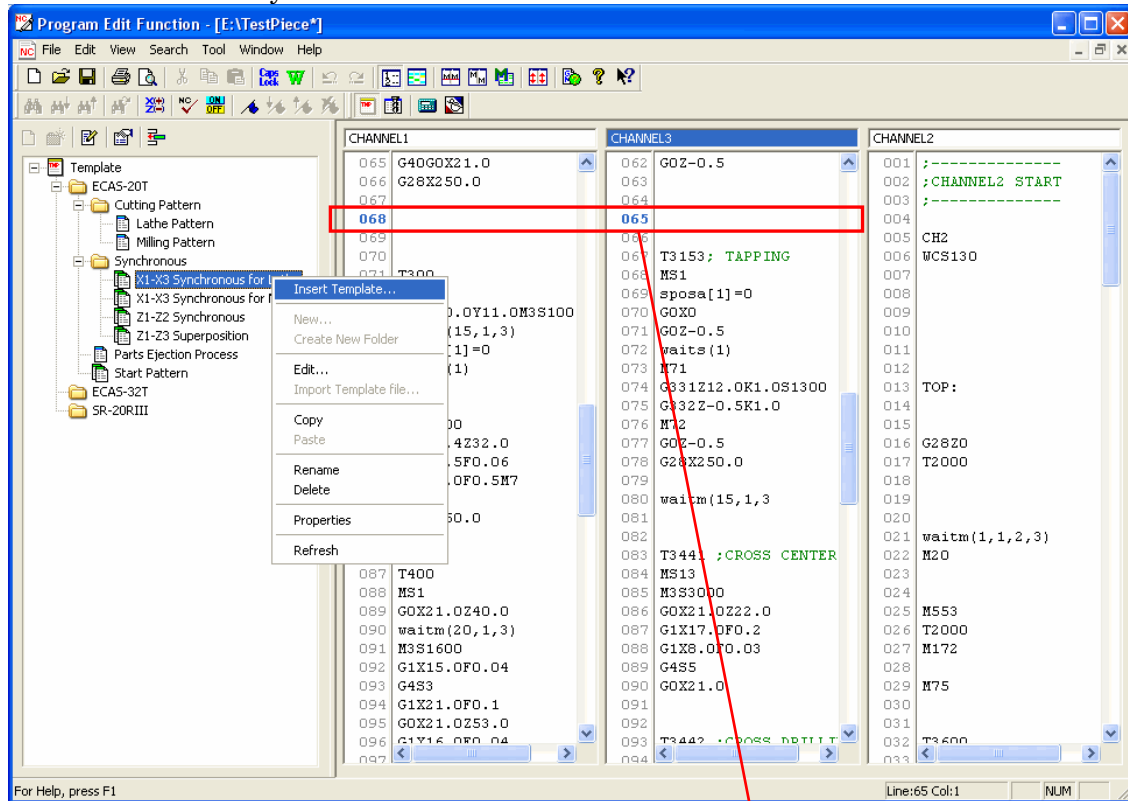 Program Edit Function - [E:\TestPiece*]
File Edit View Search Tool Window Help
Template
ECAS-20T
Cutting Pattern
Lathe Pattern
Milling Pattern
Synchronous
X1-X3 Synchronous for
X1-X3 Synchronous for
Z1-Z2 Synchronous
Z1-Z3 Superposition
Parts Ejection Process
Start Pattern
ECAS-32T
SR-20RIII
Insert Template...
New...
Create New Folder
Edit...
Import Template file...
Copy
Paste
Rename
Delete
Properties
Refresh
CHANNEL1
065 G40G0X21.0
066 G28X250.0
067
068
069
070
071 T300
0.0Y11.0M3S100
(15,1,3)
[1]=0
(1)
00
.4Z32.0
.5F0.06
.0F0.5M7
50.0
087 T400
088 MS1
089 G0X21.0Z40.0
090 waitm(20,1,3)
091 M3S1600
092 G1X15.0F0.04
093 G4S3
094 G1X21.0F0.1
095 G0X21.0Z53.0
096 G1X16.0F0.04
097
CHANNEL3
062 G0Z-0.5
063
064
065
066
067 T3153; TAPPING
068 MS1
069 sposa[1]=0
070 G0X0
071 G0Z-0.5
072 waits(1)
073 M71
074 G331Z12.0K1.0S1300
075 G332Z-0.5K1.0
076 M72
077 G0Z-0.5
078 G28X250.0
079
080 waitm(15,1,3
081
082
083 T3441 ;CROSS CENTER
084 MS13
085 M3S3000
086 G0X21.0Z22.0
087 G1X17.0F0.2
088 G1X8.0F0.03
089 G4S5
090 G0X21.0
091
092
093 T3442 ;CROSS DRILL
094
CHANNEL2
001 ;--------------
002 ;CHANNEL2 START
003 ;--------------
004
005 CH2
006 WCS130
007
008
009
010
011
012
013 TOP:
014
015
016 G28Z0
017 T2000
018
019
020
021 waitm(1,1,2,3)
022 M20
023
024
025 M553
026 T2000
027 M172
028
029 M75
030
031
032 T3600
033
For Help, press F1
Line:65 Col:1
NUM